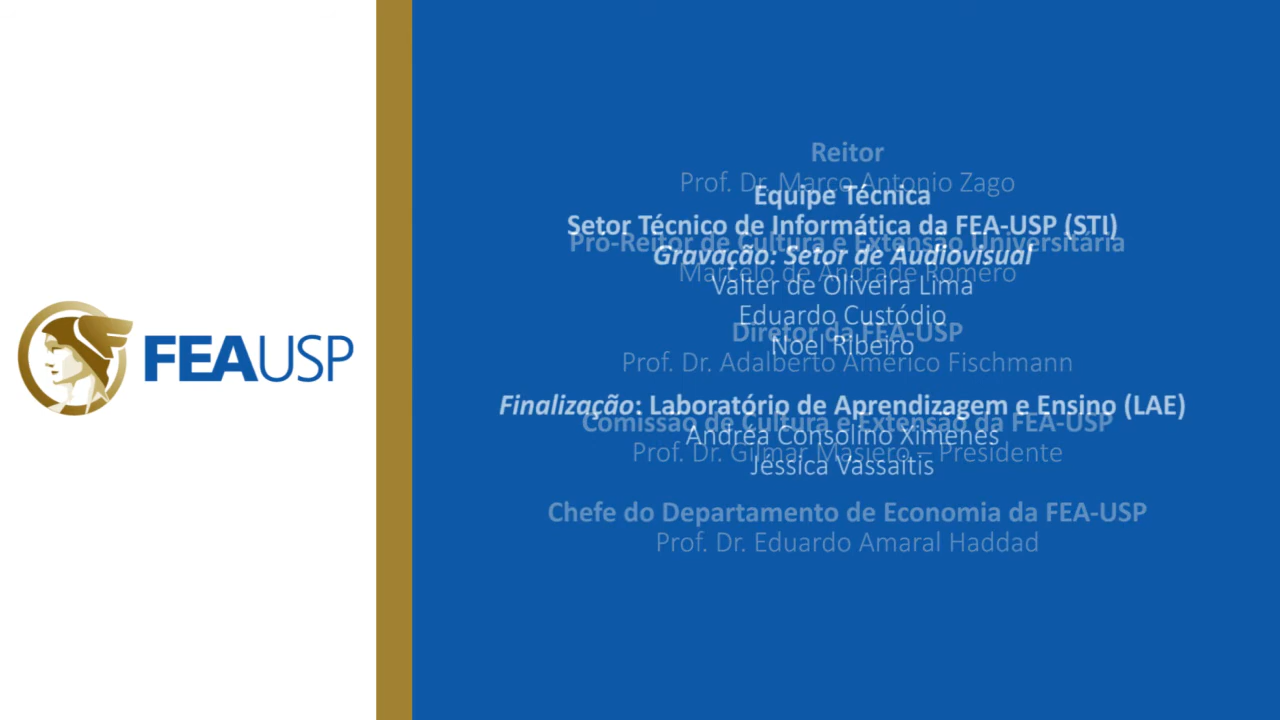 FEAUSP
Reitor
Prof. Dr. Marco Antonio Zago
Equipe Técnica
Setor Técnico de Informática da FEA-USP (STI)
Pró-Reitor de Cultura e Extensão Universitária
Gravação: Setor de Audiovisual
Marcelo de Andrade Romero
Valter de Oliveira Lima
Eduardo Custódio
Diretor da FEA-USP
Noel Ribeiro
Prof. Dr. Adalberto Américo Fischmann
Finalização: Laboratório de Aprendizagem e Ensino (LAE)
Comissão de Cultura e Extensão da FEA-USP
Andréa Consolino Ximenes
Prof. Dr. Gilmar Masiero – Presidente
Jéssica Vassaitis
Chefe do Departamento de Economia da FEA-USP
Prof. Dr. Eduardo Amaral Haddad